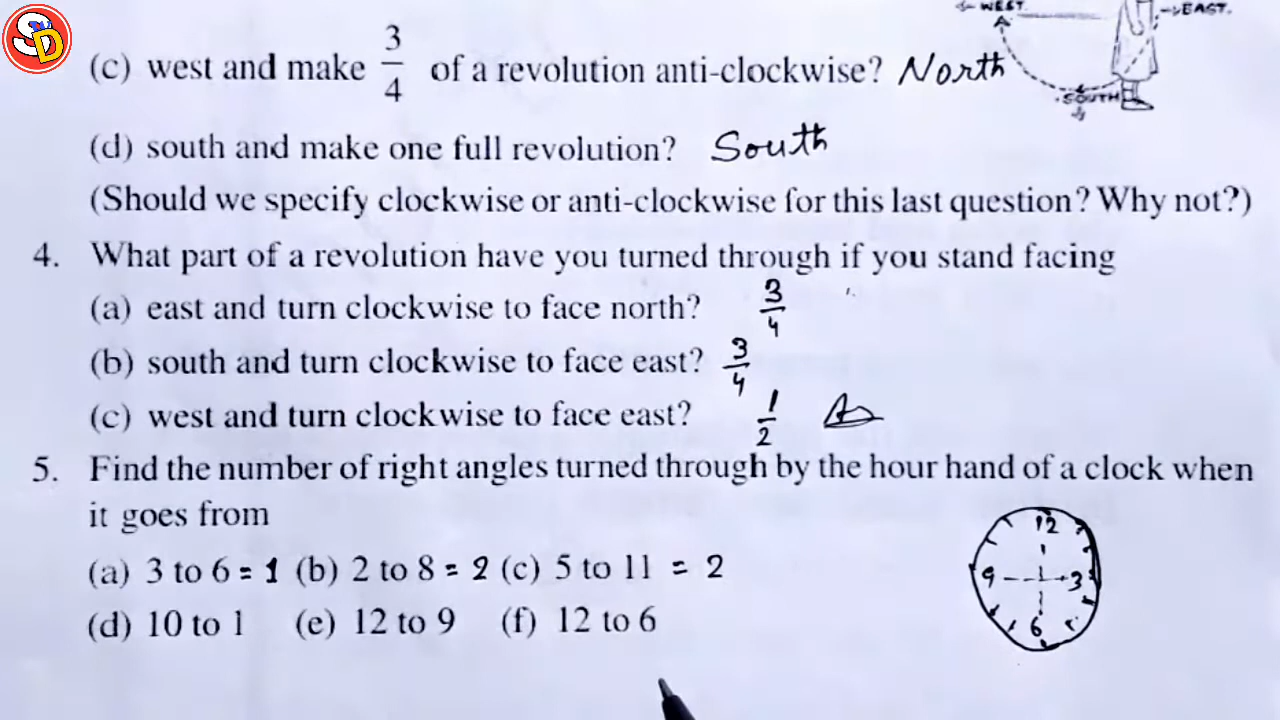 SD
WEST.
EAST.
(c) west and make 3/4 of a revolution anti-clockwise? North
SOUTH
(d) south and make one full revolution? South
(Should we specify clockwise or anti-clockwise for this last question? Why not?)
4. What part of a revolution have you turned through if you stand facing
(a) east and turn clockwise to face north? 3/4
(b) south and turn clockwise to face east? 3/4
(c) west and turn clockwise to face east? 1/2
5. Find the number of right angles turned through by the hour hand of a clock when
it goes from
12
(a) 3 to 6 = 1 (b) 2 to 8 = 2 (c) 5 to 11 = 2
9 3
(d) 10 to 1 (e) 12 to 9 (f) 12 to 6
6